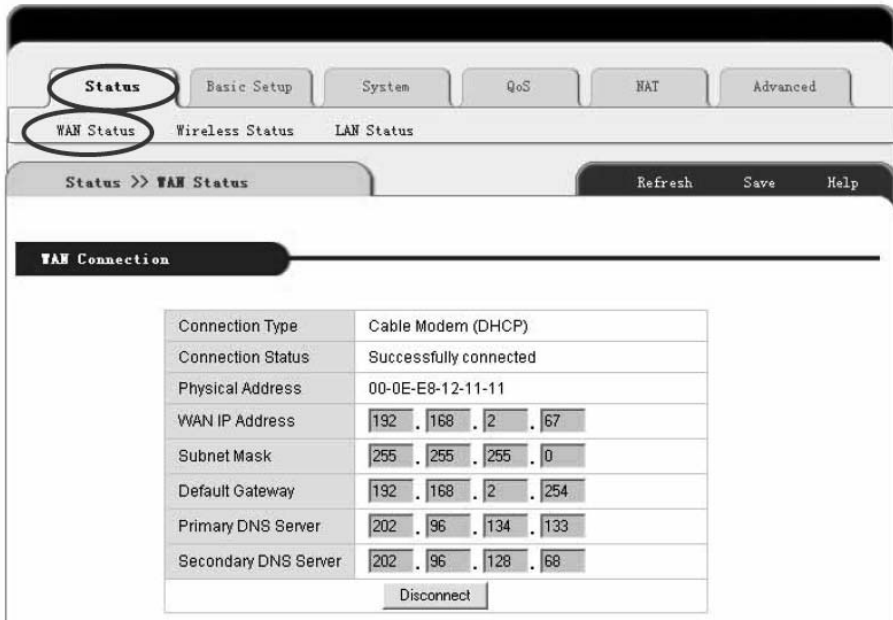 Status Basic Setup System QoS NAT Advanced
WAN Status Wireless Status LAN Status
Status >> WAN Status Refresh Save Help
WAN Connection
Connection Type Cable Modem (DHCP)
Connection Status Successfully connected
Physical Address 00-0E-E8-12-11-11
WAN IP Address 192 . 168 . 2 . 67
Subnet Mask 255 . 255 . 255 . 0
Default Gateway 192 . 168 . 2 . 254
Primary DNS Server 202 . 96 . 134 . 133
Secondary DNS Server 202 . 96 . 128 . 68
Disconnect